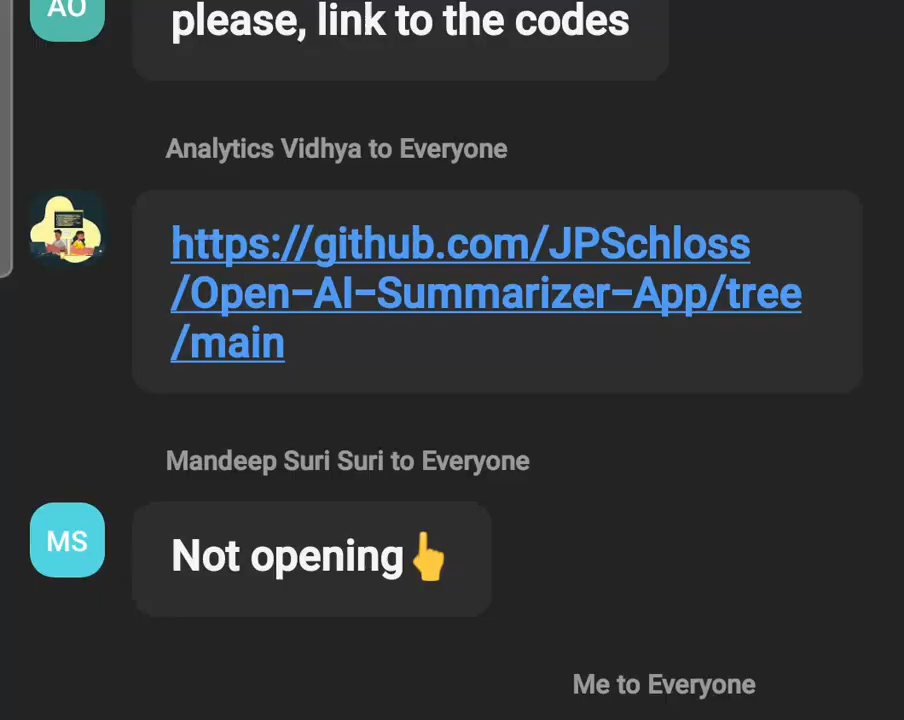 AO
please, link to the codes
Analytics Vidhya to Everyone
https://github.com/JPSchloss
/Open-AI-Summarizer-App/tree
/main
Mandeep Suri Suri to Everyone
MS
Not opening👆
Me to Everyone